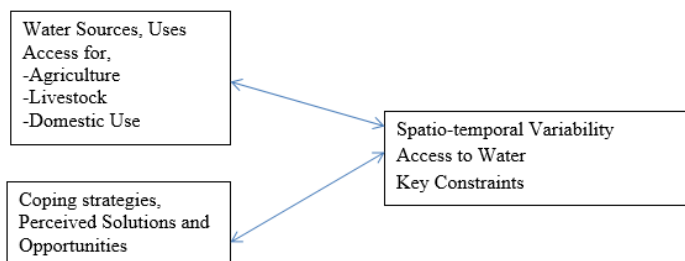 Water Sources, Uses
Access for,
-Agriculture
-Livestock
-Domestic Use
Spatio-temporal Variability
Access to Water
Key Constraints
Coping strategies,
Perceived Solutions and
Opportunities